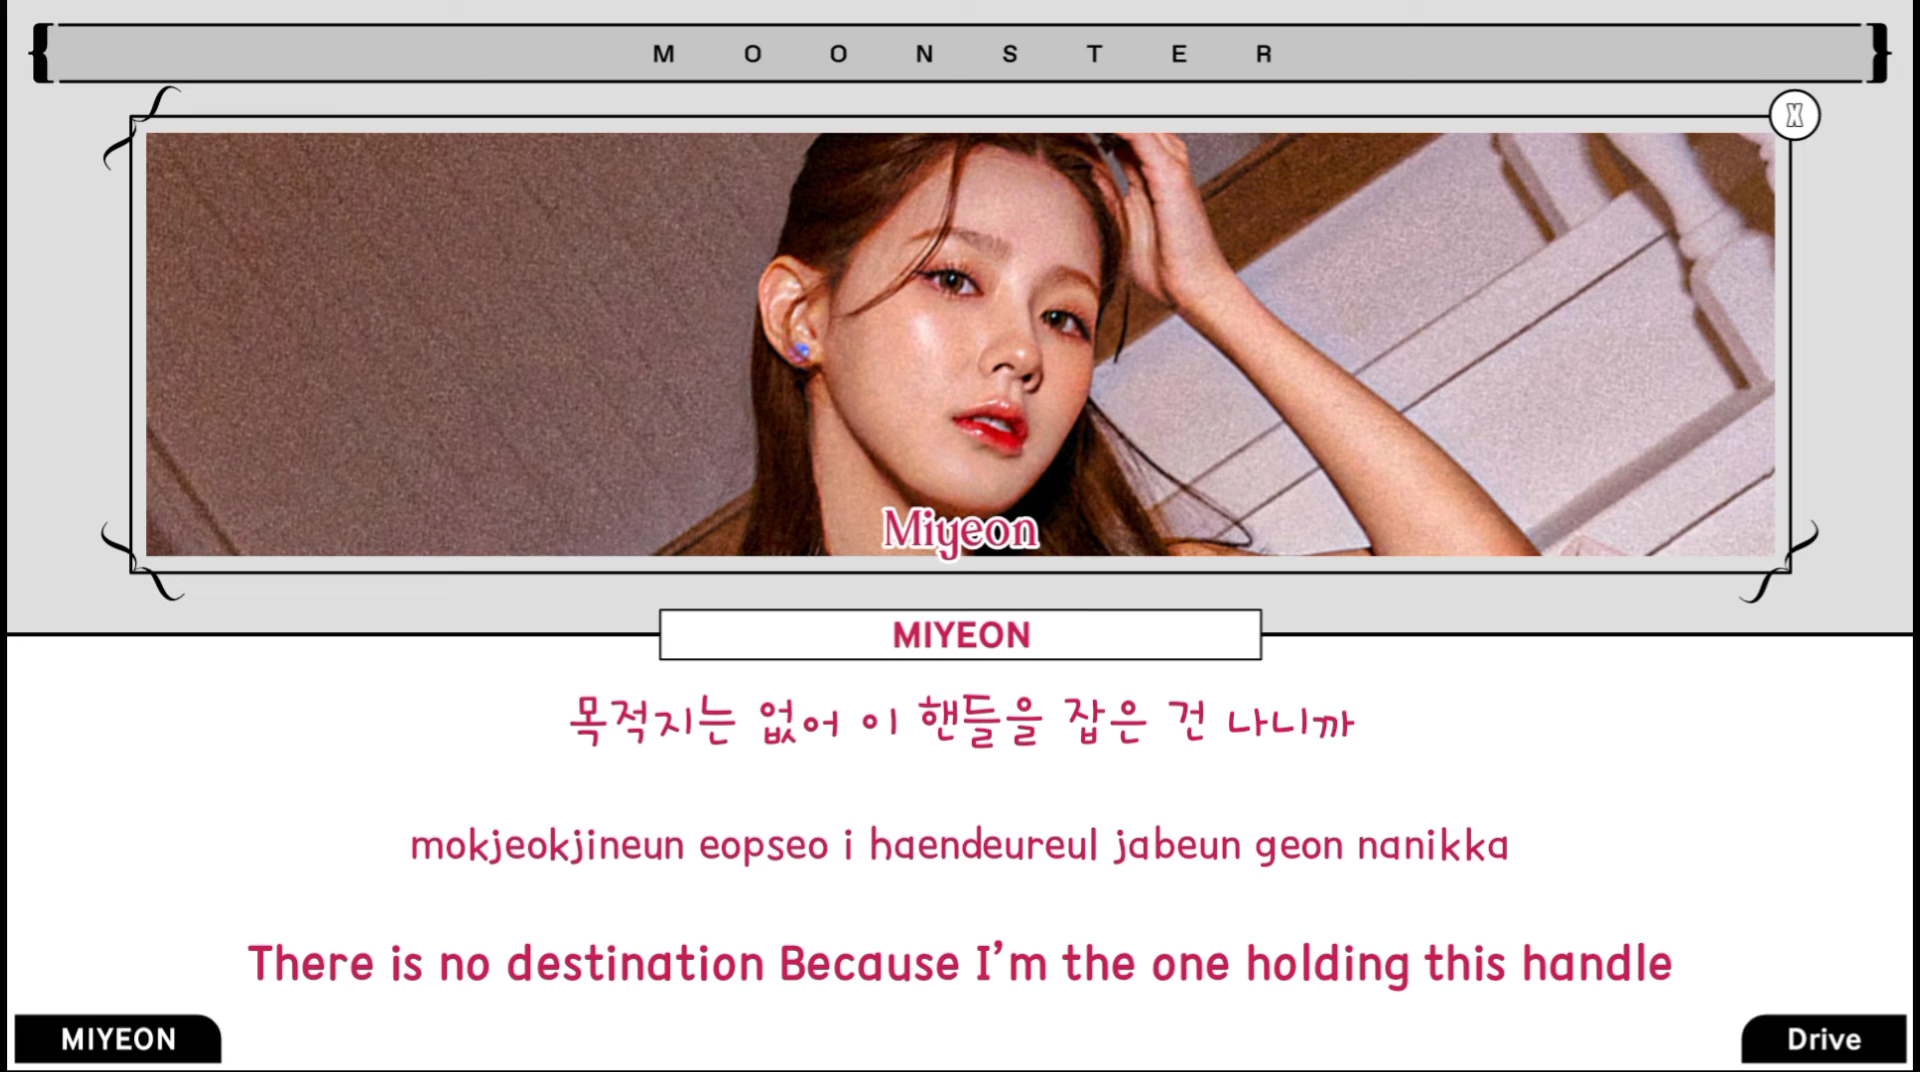 M O O N S T E R
X
Miyeon
MIYEON
목적지는 없어 이 핸들을 잡은 건 나니까
mokjeokjineun eopseo i haendeureul jabeun geon nanikka
There is no destination Because I'm the one holding this handle
MIYEON
Drive